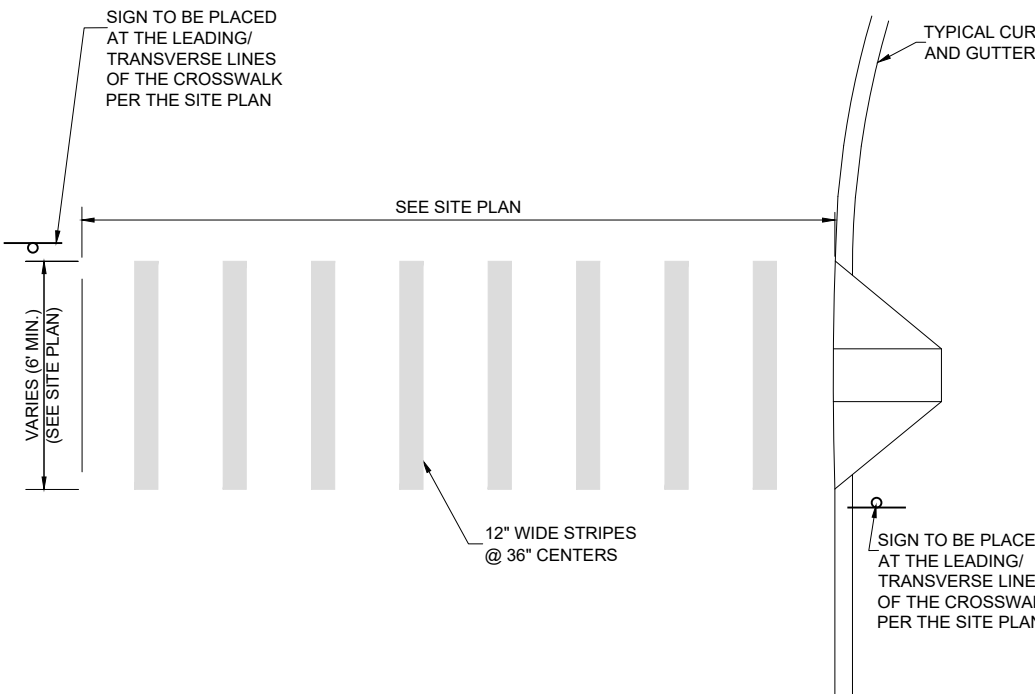 SIGN TO BE PLACED
AT THE LEADING/
TRANSVERSE LINES
OF THE CROSSWALK
PER THE SITE PLAN
TYPICAL CUR
AND GUTTER
SEE SITE PLAN
VARIES (6' MIN.)
(SEE SITE PLAN)
12" WIDE STRIPES
@ 36" CENTERS
SIGN TO BE PLACE
AT THE LEADING/
TRANSVERSE LINE
OF THE CROSSWA
PER THE SITE PLAN